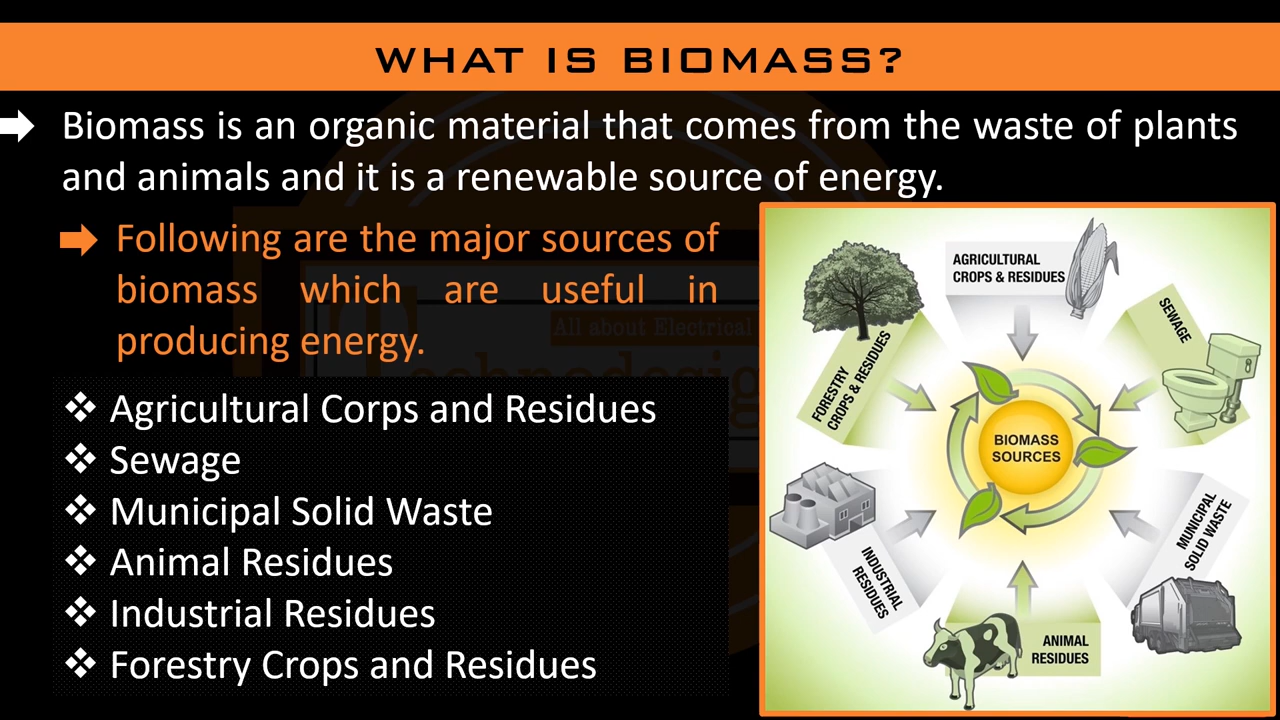 WHAT IS BIOMASS?
Biomass is an organic material that comes from the waste of plants
and animals and it is a renewable source of energy.
Following are the major sources of
biomass which are useful in
producing energy.
❖ Agricultural Corps and Residues
❖ Sewage
❖ Municipal Solid Waste
❖ Animal Residues
❖ Industrial Residues
❖ Forestry Crops and Residues
AGRICULTURAL
CROPS & RESIDUES
SEWAGE
MUNICIPAL
SOLID WASTE
ANIMAL
RESIDUES
INDUSTRIAL
RESIDUES
FORESTRY
CROPS & RESIDUES
BIOMASS
SOURCES
All about Electrical